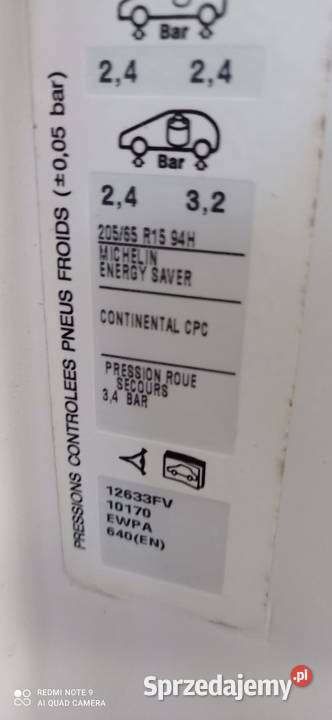 Bar
2,4 2,4
Bar
2,4 3,2
205/65 R15 94H
MICHELIN
ENERGY SAVER
CONTINENTAL CPC
PRESSION ROUE
SECOURS
3,4 BAR
12633FV
10170
EWPA
640(EN)
PRESSIONS CONTROLEES PNEUS FROIDS (±0,05 bar)
REDMI NOTE 9
AI QUAD CAMERA
Sprzedajemy.pl